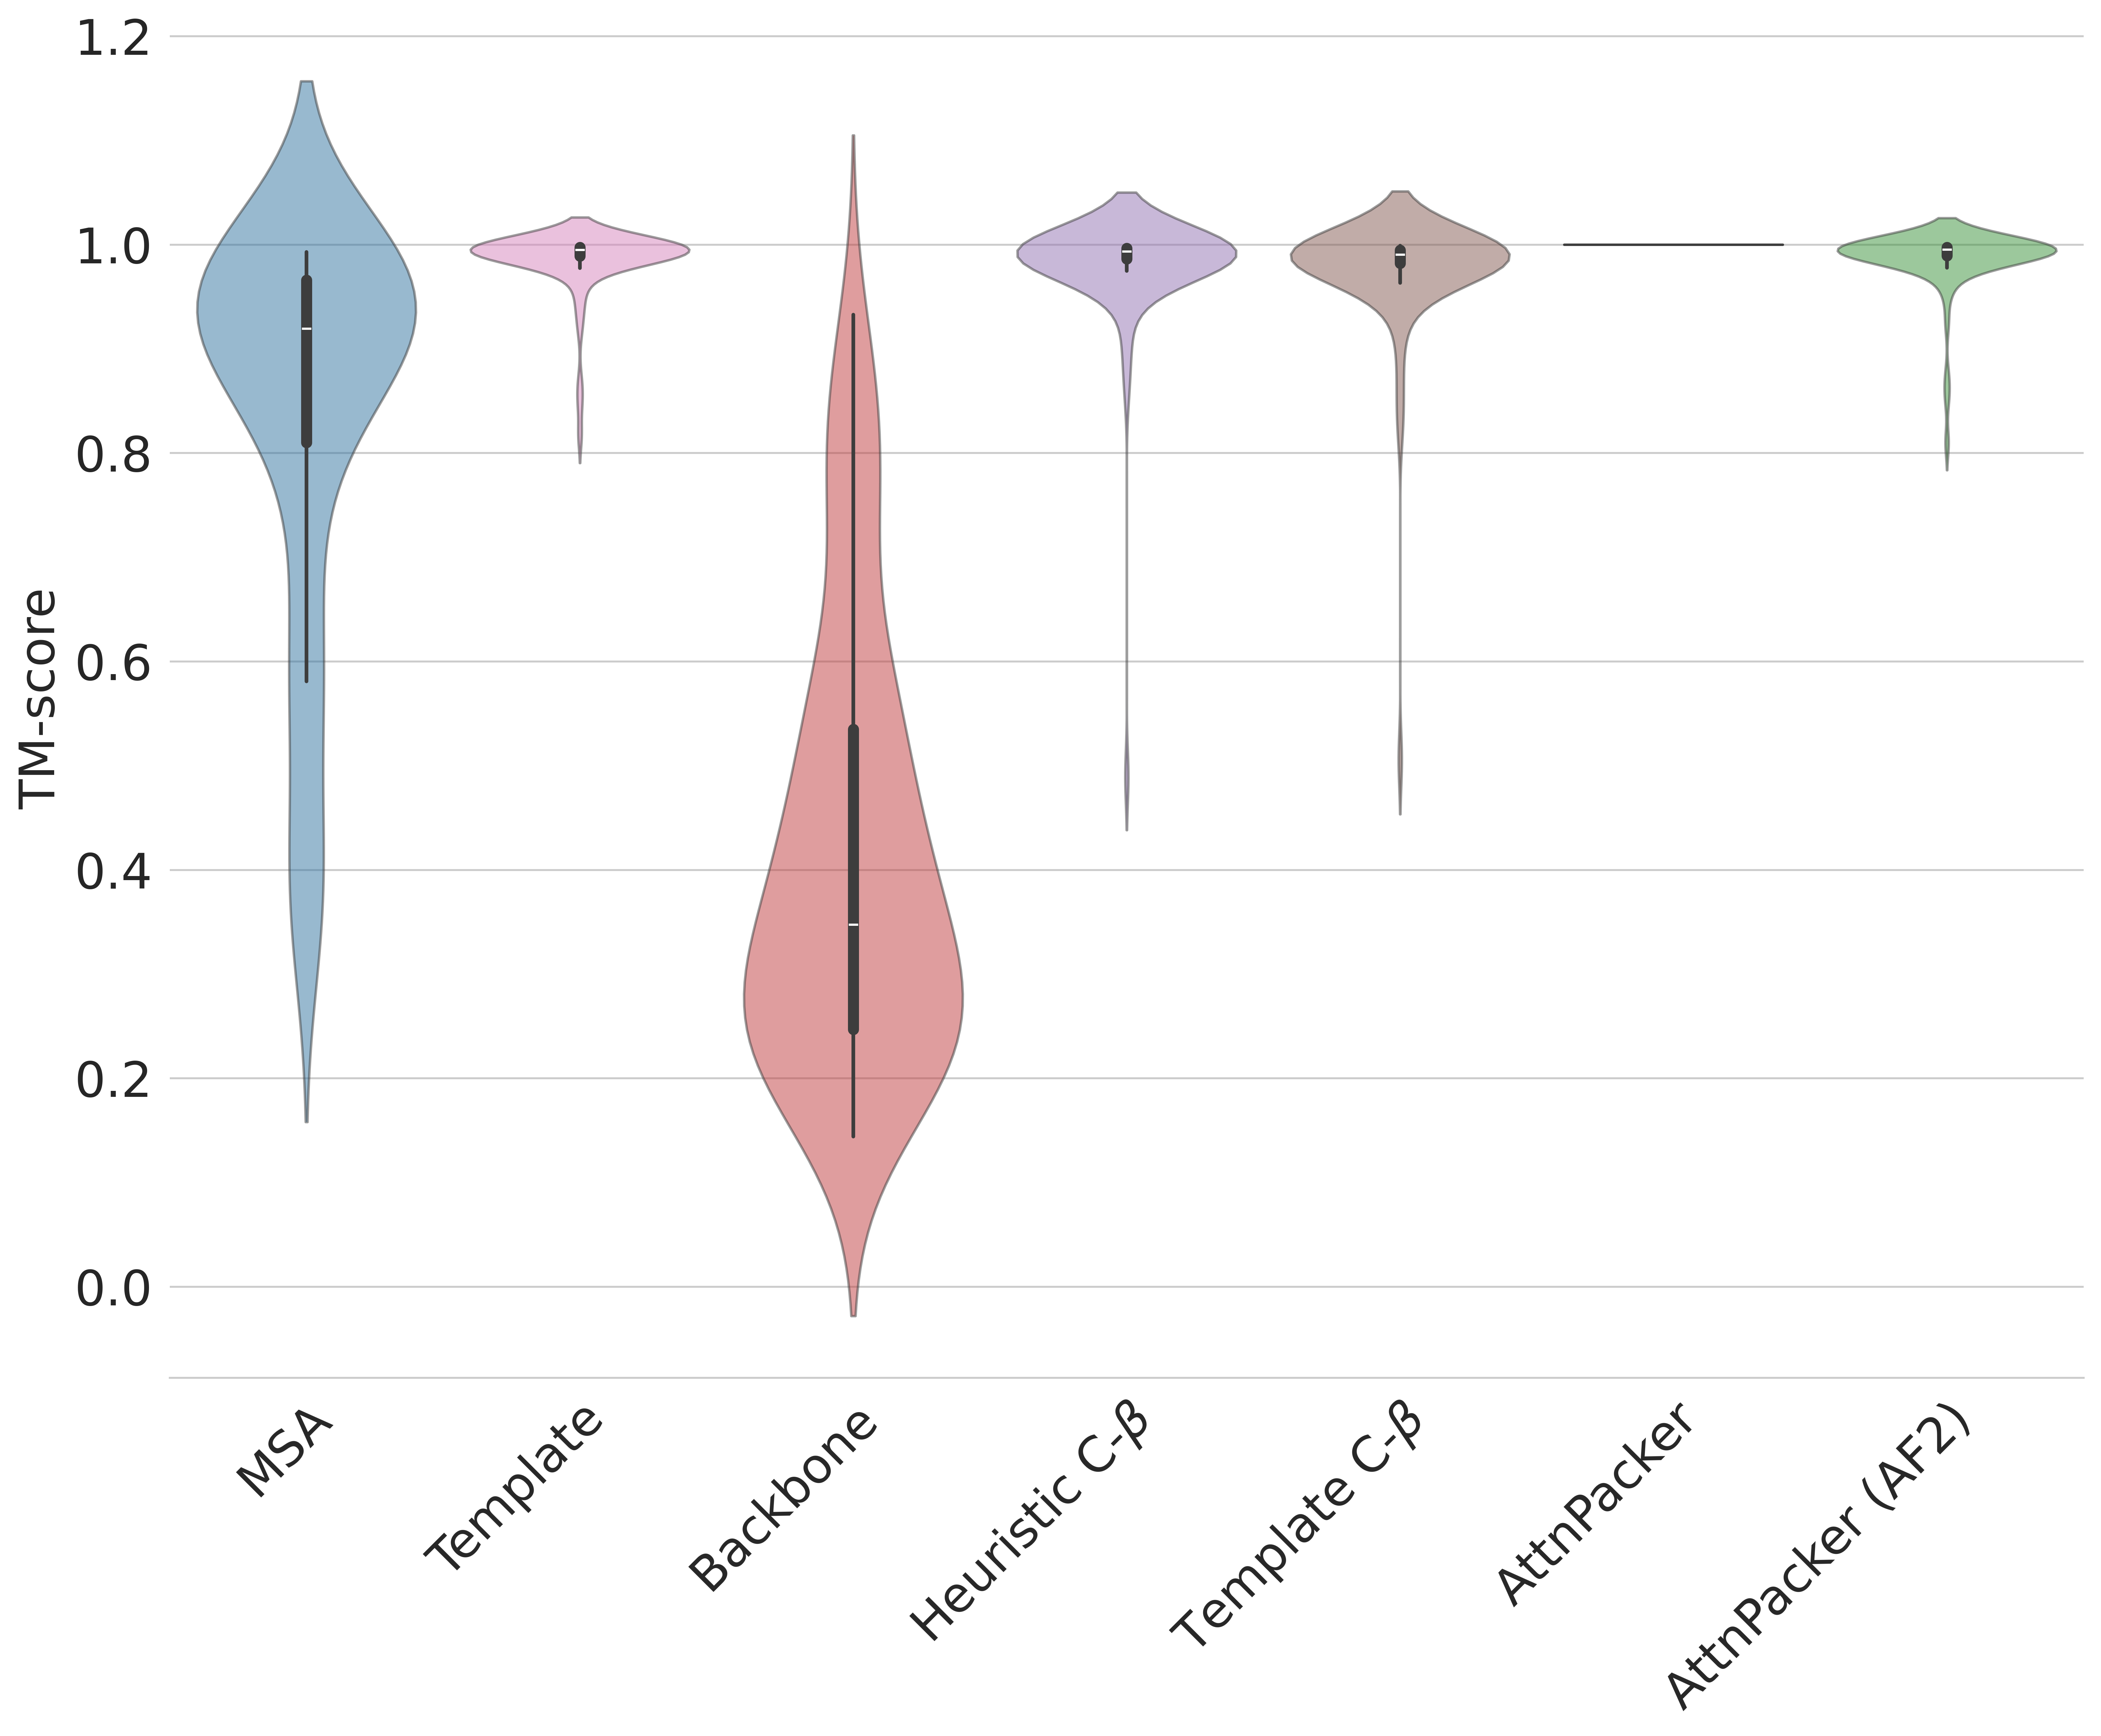 1.2
1.0
0.8
0.6
0.4
0.2
0.0
TM-score
MSA
Template
Backbone
Heuristic C-β
Template C-β
AttnPacker
AttnPacker (AF2)